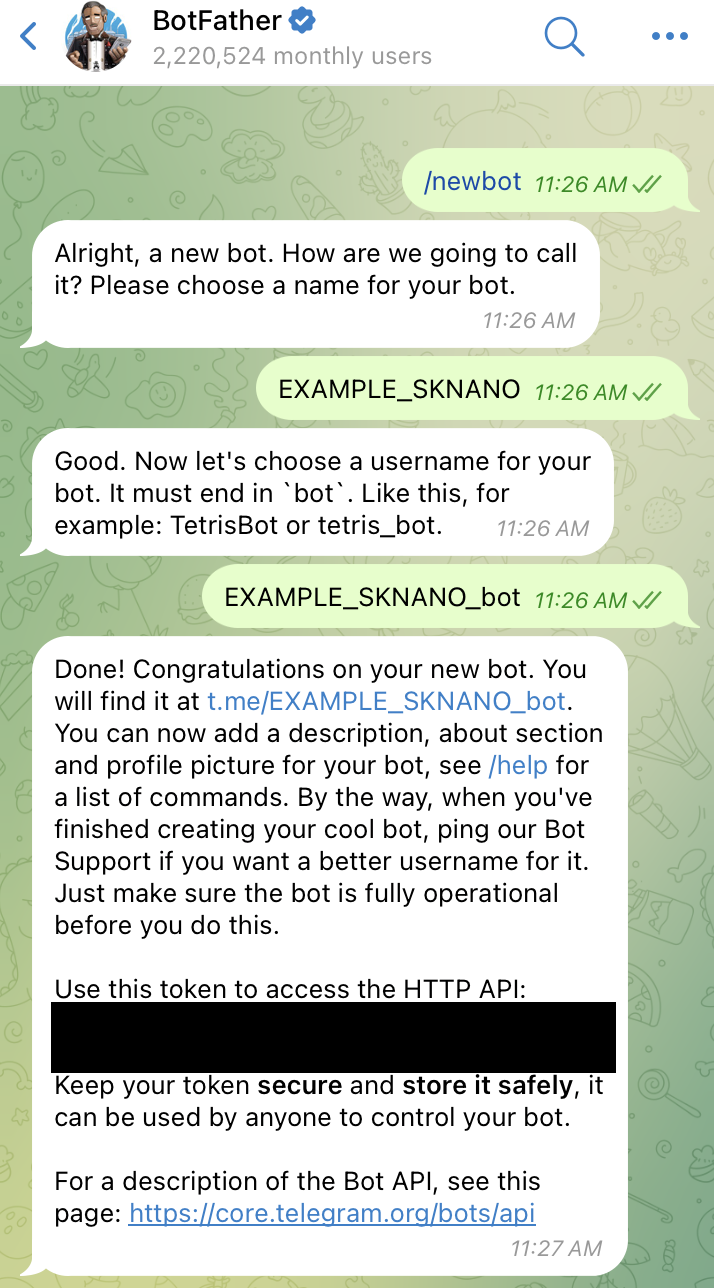 BotFather
2,220,524 monthly users
/newbot 11:26 AM
Alright, a new bot. How are we going to call
it? Please choose a name for your bot.
11:26 AM
EXAMPLE_SKNANO 11:26 AM
Good. Now let's choose a username for your
bot. It must end in `bot`. Like this, for
example: TetrisBot or tetris_bot. 11:26 AM
EXAMPLE_SKNANO_bot 11:26 AM
Done! Congratulations on your new bot. You
will find it at t.me/EXAMPLE_SKNANO_bot.
You can now add a description, about section
and profile picture for your bot, see /help for
a list of commands. By the way, when you've
finished creating your cool bot, ping our Bot
Support if you want a better username for it.
Just make sure the bot is fully operational
before you do this.
Use this token to access the HTTP API:
Keep your token secure and store it safely, it
can be used by anyone to control your bot.
For a description of the Bot API, see this
page: https://core.telegram.org/bots/api
11:27 AM